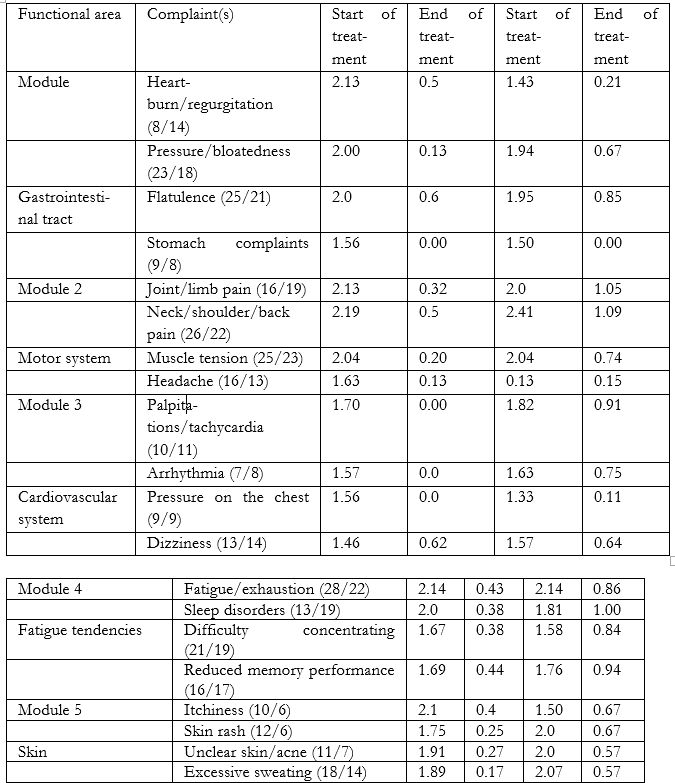 Functional area Complaint(s) Start of End of Start of End of
treat- treat- treat- treat-
ment ment ment ment
Module Heart- 2.13 0.5 1.43 0.21
burn/regurgitation
(8/14)
Pressure/bloatedness 2.00 0.13 1.94 0.67
(23/18)
Gastrointesti- Flatulence (25/21) 2.0 0.6 1.95 0.85
nal tract
Stomach complaints 1.56 0.00 1.50 0.00
(9/8)
Module 2 Joint/limb pain (16/19) 2.13 0.32 2.0 1.05
Neck/shoulder/back 2.19 0.5 2.41 1.09
pain (26/22)
Motor system Muscle tension (25/23) 2.04 0.20 2.04 0.74
Headache (16/13) 1.63 0.13 0.13 0.15
Module 3 Palpita- 1.70 0.00 1.82 0.91
tions/tachycardia
(10/11)
Arrhythmia (7/8) 1.57 0.0 1.63 0.75
Cardiovascular Pressure on the chest 1.56 0.0 1.33 0.11
system (9/9)
Dizziness (13/14) 1.46 0.62 1.57 0.64
Module 4 Fatigue/exhaustion (28/22) 2.14 0.43 2.14 0.86
Sleep disorders (13/19) 2.0 0.38 1.81 1.00
Fatigue tendencies Difficulty concentrating 1.67 0.38 1.58 0.84
(21/19)
Reduced memory performance 1.69 0.44 1.76 0.94
(16/17)
Module 5 Itchiness (10/6) 2.1 0.4 1.50 0.67
Skin rash (12/6) 1.75 0.25 2.0 0.67
Skin Unclear skin/acne (11/7) 1.91 0.27 2.0 0.57
Excessive sweating (18/14) 1.89 0.17 2.07 0.57